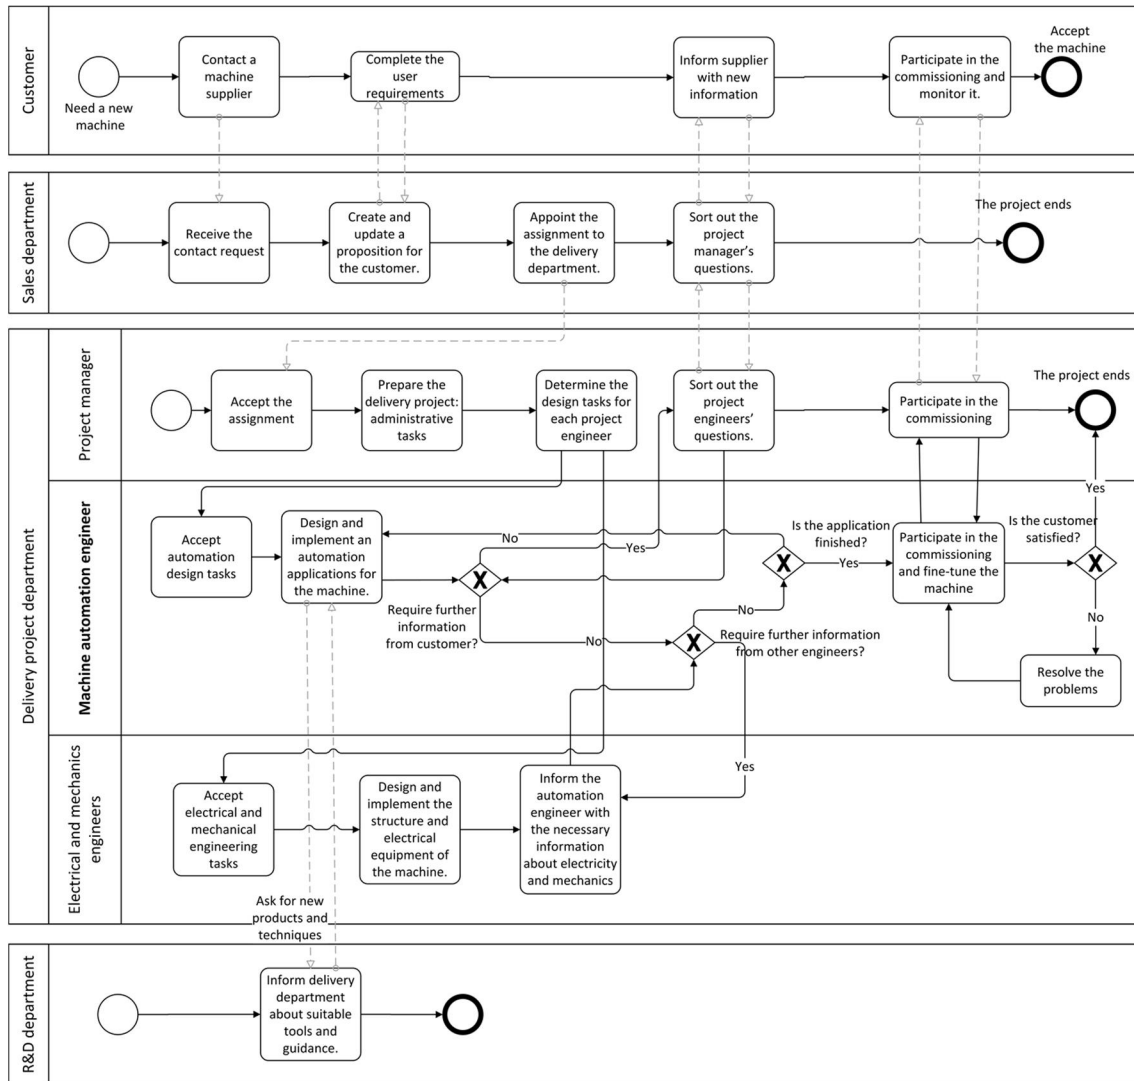 Customer
Need a new
machine
Contact a
machine
supplier
Complete the
user
requirements
Inform supplier
with new
information
Participate in the
commissioning and
monitor it.
Accept
the machine
Sales department
Receive the
contact request
Create and
update a
proposition for
the customer.
Appoint the
assignment to
the delivery
department.
Sort out the
project
manager's
questions.
The project ends
Delivery project department
Project manager
Accept the
assignment
Prepare the
delivery project:
administrative
tasks
Determine the
design tasks for
each project
engineer
Sort out the
project
engineers'
questions.
Participate in the
commissioning
The project ends
Machine automation engineer
Accept
automation
design tasks
Design and
implement an
automation
applications for
the machine.
X
Require further
information
from customer?
Yes
No
X
Require further information
from other engineers?
No
Yes
X
Is the application
finished?
No
Yes
Participate in the
commissioning
and fine-tune the
machine
Is the customer
satisfied?
X
Yes
No
Resolve the
problems
Electrical and mechanics
engineers
Accept
electrical and
mechanical
engineering
tasks
Design and
implement the
structure and
electrical
equipment of
the machine.
Inform the
automation
engineer with
the necessary
information
about electricity
and mechanics
Ask for new
products and
techniques
R&D department
Inform delivery
department
about suitable
tools and
guidance.